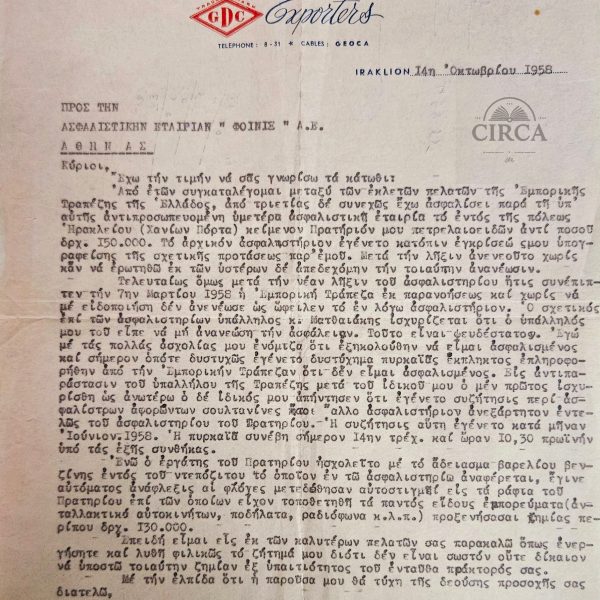 GDC
Exporters
TELEPHONE: 8-31 * CABLES: GEOCA
IRAKLION 14η Ὀκτωβρίου 1958
CIRCA
ΠΡΟΣ ΤΗΝ
ΑΣΦΑΛΙΣΤΙΚΗΝ ΕΤΑΙΡΙΑΝ " ΦΟΙΝΙΞ " Α.Ε.
Α Θ Η Ν Α Σ
Κύριοι,
Ἔχω τήν τιμήν νά σᾶς γνωρίσω τά κάτωθι:
Ἀπό ἐτῶν συγκαταλέγομαι μεταξύ τῶν ἐκλετῶν πελατῶν τῆς Ἐμπορικῆς
Τραπέζης τῆς Ἑλλάδος, ἀπό τριετίας δέ συνεχῶς ἔχω ἀσφαλίσει παρά τῆ ὑπ'
αὐτῆς ἀντιπροσωπευομένη ὑμετέρα ἀσφαλιστική ἑταιρία τό ἐντός τῆς πόλεως
Ἡρακλείου (Χανίων Πόρτα) κείμενον Πρατήριόν μου πετρελαιοειδῶν ἀντί ποσοῦ
δρχ. I50.000. Τό ἀρχικόν ἀσφαληστήριον ἐγένετο κατόπιν ἐγκρίσεώ ςμου ὑπογ-
ραφείσης τῆς σχετικῆς προτάσεως παρ'ἐμοῦ. Μετά τήν λῆξιν ἀνενεοῦτο χωρίς
κἄν νά ἐρωτηθῶ ἐκ τῶν ὑστέρων δέ ἀπεδεχόμην τήν τοιαύτην ἀνανέωσιν.
Τελευταίως ὅμως μετά τήν νέαν λῆξιν τοῦ ἀσφαληστηρίου ἥτις συνέπιπ-
τεν τήν 7ην Μαρτίου 1958 ἡ Ἐμπορική Τράπεζα ἐκ παρανοήσεως καί χωρίς νά
μέ εἰδοποιήση δέν ἀνενέωσε ὡς ὤφειλεν τό ἐν λόγω ἀσφαληστήριον. Ὁ σχετικός
ἐπί τῶν ἀσφαληστηρίων ὑπάλληλος κ. Ματθαιάκης ἰσχυρίζεται ὅτι ὁ ὑπάλληλός
μου τοῦ εἶπε νά μή ἀνανεώση τήν ἀσφάλειαν. Τοῦτο εἶναι ψευδέστατον. Ἐγώ
μέ τάς πολλάς ἀσχολίας μου ἐνόμιζα ὅτι ἐξηκολούθην νά εἶμαι ἀσφαλισμένος
καί σήμερον ὁπότε δυστυχῶς ἐγένετο δυστύχημα πυρκαϊᾶς ἔκπληκτος ἐπληροφο-
ρήθην ἀπό τήν Ἐμπορικήν Τράπεζαν ὅτι δέν εἶμαι ἀσφαλισμένος. Εἰς ἀντιπα-
ράστασιν τοῦ ὑπαλλήλου τῆς Τραπέζης μετά τοῦ ἰδικοῦ μου ὁ μέν πρῶτος ἰσχυ-
ρίσθη ὡς ἀνωτέρω ὁ δέ ἰδικός μου ἀπήντησεν ὅτι ἐγένετο συζήτησις περί ἀσ-
φαλίστρων ἀφορώντων σουλτανίνες ἤτοι ἄλλο ἀσφαληστήριον ἀνεξάρτητον ἐντε-
λῶς τοῦ ἀσφαληστηρίου τοῦ Πρατηρίου.- Ἡ συζήτησις αὕτη ἐγένετο κατά μῆναν
Ἰούνιον.1958. Ἡ πυρκαϊᾶ συνέβη σήμερον 14ην τρέχ. καί ὥραν 10,30 πρωϊνήν
ὑπό τάς ἑξῆς συνθήκας.
Ἐνῶ ὁ ἐργάτης τοῦ Πρατηρίου ἠσχολεῖτο μέ τό ἄδειασμα βαρελίου βεν-
ζίνης ἐντός τοῦ ντεπόζιτου τό ὁποῖον ἐν τῶ ἀσφαληστηρίω ἀναφέρεται, ἔγινε
αὐτόματος ἀνάφλεξις αἱ φλόγες μετεδόθησαν αὐτοστιγμεί εἰς τά ράφια τοῦ
Πρατηρίου ἐπί τῶν ὁποίων εἶχον τοποθετηθῆ τά παντός εἴδους ἐμπορεύματα(ἀν-
ταλλακτικά αὐτοκινήτων, ποδήλατα, ραδιόφωνα κ.λ.π.) προξενήσασαι ζημίας πε-
ρίπου δρχ. I30.000.
Ἐπειδή εἶμαι εἷς ἐκ τῶν καλυτέρων πελατῶν σας παρακαλῶ ὅπως ἐνερ-
γήσητε καί λυθῆ φιλικῶς τό ζήτημά μου διότι δέν εἶναι σωστόν οὔτε δίκαιον
νά ὑποστῶ τοιαύτην ζημίαν ἐξ ὑπαιτιότητος τοῦ ἐνταῦθα πράκτορός σας.
Μέ τήν ἐλπίδα ὅτι ἡ παροῦσα μου θά τύχη τῆς δεούσης προσοχῆς σας
διατελῶ,